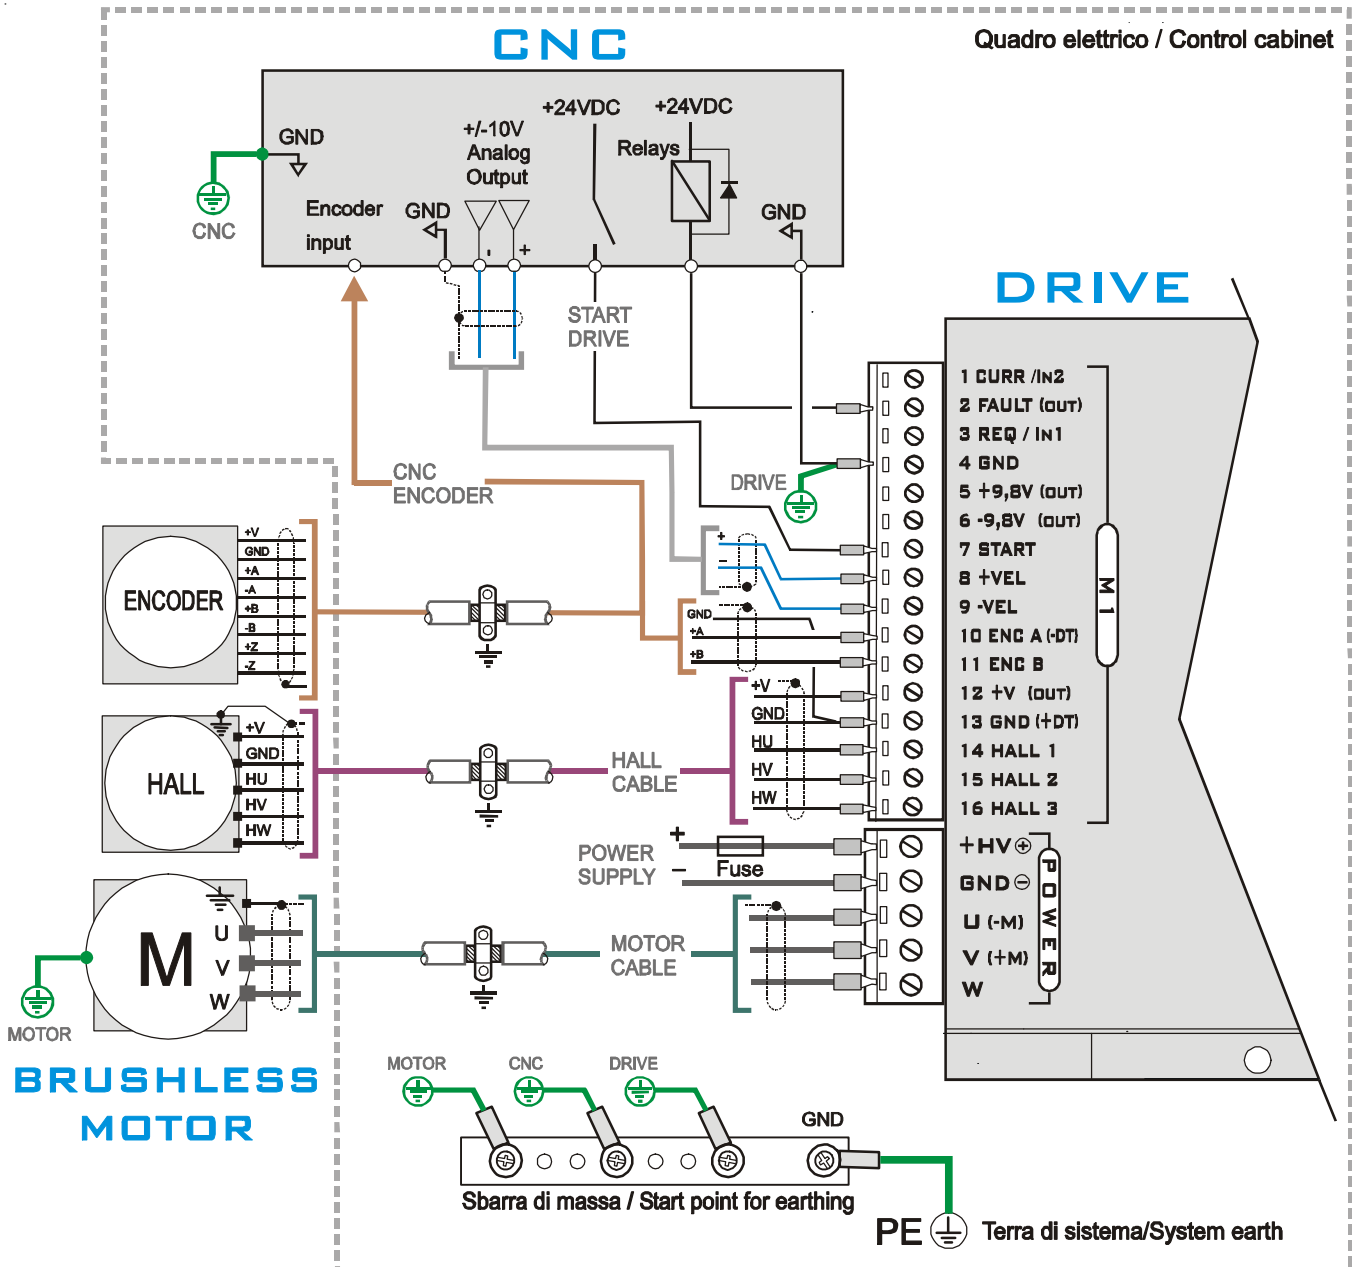 CNC
Quadro elettrico / Control cabinet
+24VDC
+24VDC
+/-10V
Analog
Output
Relays
GND
Encoder
input
GND
GND
-
+
CNC
START
DRIVE
DRIVE
CNC
ENCODER
DRIVE
1 CURR /IN2
2 FAULT (OUT)
3 REQ / IN1
4 GND
5 +9,8V (OUT)
6 -9,8V (OUT)
7 START
8 +VEL
9 -VEL
10 ENC A (-DT)
11 ENC B
12 +V (OUT)
13 GND (+DT)
14 HALL 1
15 HALL 2
16 HALL 3
M 1
+
-
GND
+A
+B
ENCODER
+V
GND
+A
-A
+B
-B
+Z
-Z
HALL
+V
GND
HU
HV
HW
HALL
CABLE
+V
GND
HU
HV
HW
POWER
SUPPLY
+
-
Fuse
+HV +
GND -
U (-M)
V (+M)
W
POWER
M
U
V
W
MOTOR
MOTOR
CABLE
BRUSHLESS
MOTOR
MOTOR
CNC
DRIVE
GND
Sbarra di massa / Start point for earthing
PE
Terra di sistema/System earth